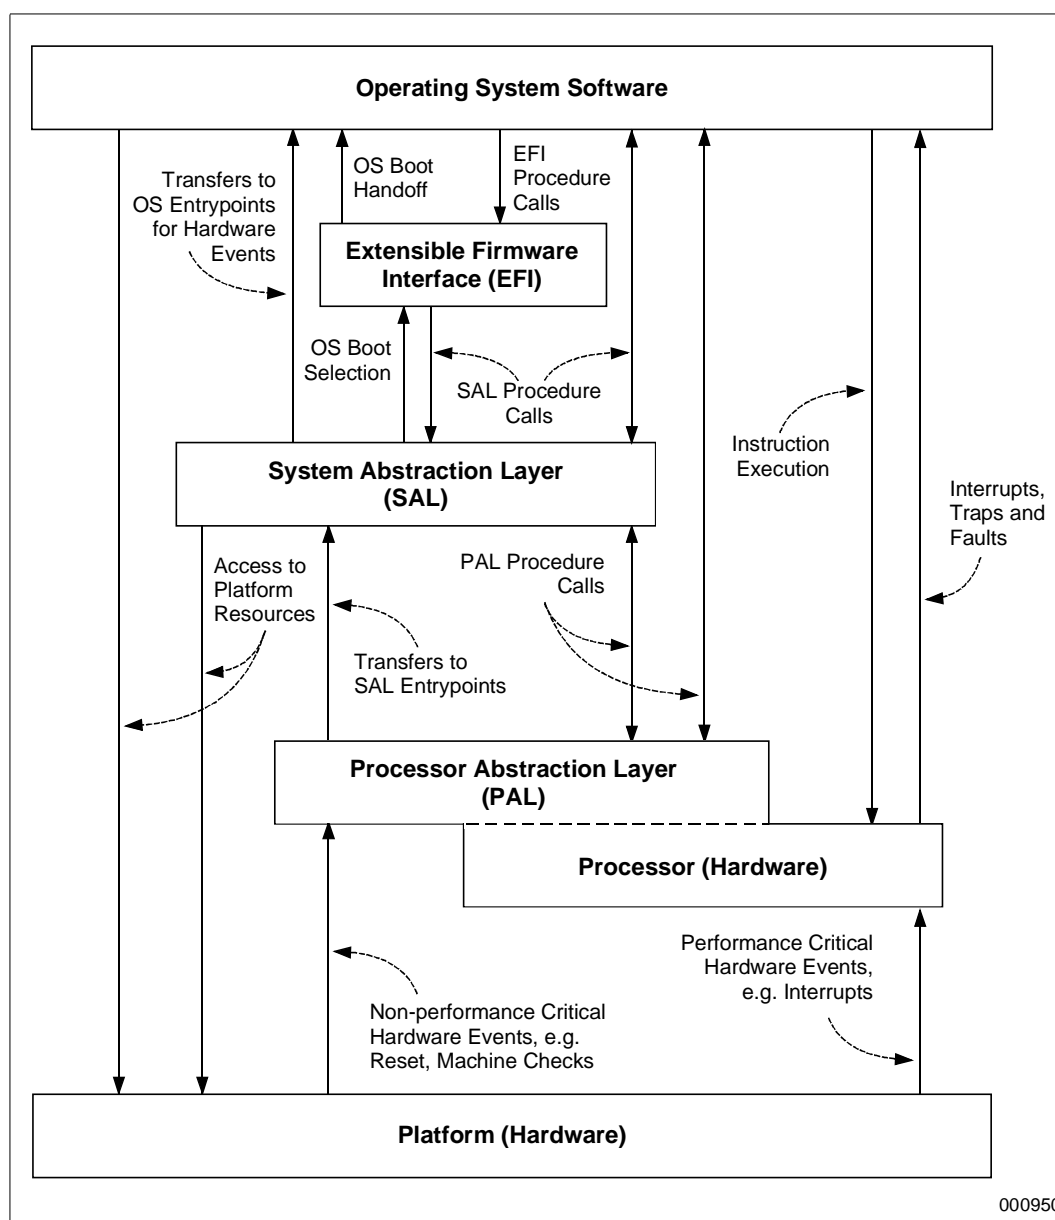 Operating System Software
Transfers to
OS Entrypoints
for Hardware
Events
OS Boot
Handoff
EFI
Procedure
Calls
Extensible Firmware
Interface (EFI)
OS Boot
Selection
SAL Procedure
Calls
Instruction
Execution
System Abstraction Layer
(SAL)
Interrupts,
Traps and
Faults
Access to
Platform
Resources
PAL Procedure
Calls
Transfers to
SAL Entrypoints
Processor Abstraction Layer
(PAL)
Processor (Hardware)
Performance Critical
Hardware Events,
e.g. Interrupts
Non-performance Critical
Hardware Events, e.g.
Reset, Machine Checks
Platform (Hardware)
000950